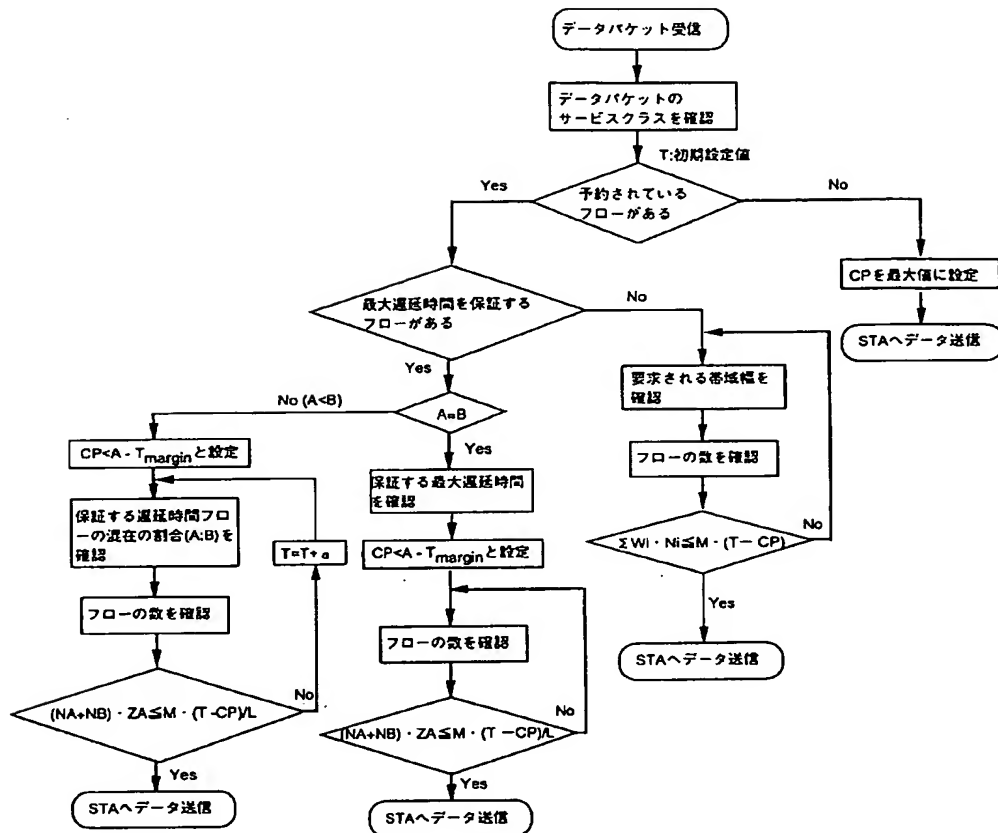 データパケット受信
データパケットの
サービスクラスを確認
T:初期設定値
Yes
予約されている
フローがある
No
CPを最大値に設定
STAへデータ送信
最大遅延時間を保証する
フローがある
No
Yes
要求される帯域幅を
確認
フローの数を確認
ΣWi・Ni≦M・(T－CP)
No
Yes
STAへデータ送信
No (A<B)
A=B
Yes
CP<A - Tmarginと設定
保証する遅延時間フロ
ーの混在の割合(A:B)を
確認
T=T+α
フローの数を確認
(NA+NB)・ZA≦M・(T-CP)/L
No
Yes
STAへデータ送信
保証する最大遅延時間
を確認
CP<A - Tmarginと設定
フローの数を確認
(NA+NB)・ZA≦M・(T－CP)/L
No
Yes
STAへデータ送信